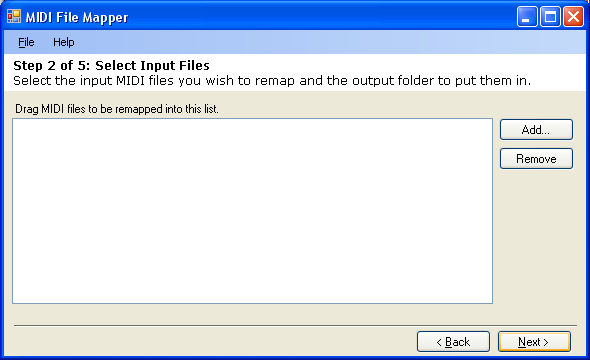 MIDI File Mapper
File Help
Step 2 of 5: Select Input Files
Select the input MIDI files you wish to remap and the output folder to put them in.
Drag MIDI files to be remapped into this list.
Add...
Remove
< Back Next >